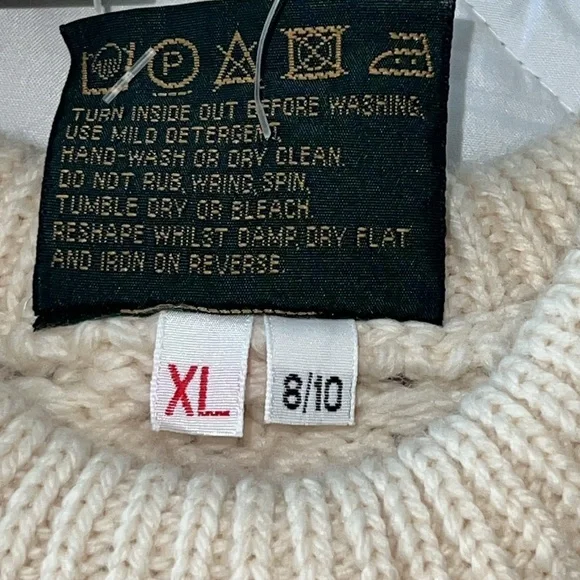 P
TURN INSIDE OUT BEFORE WASHING,
USE MILD DETERGENT,
HAND-WASH OR DRY CLEAN.
DO NOT RUB, WRING, SPIN,
TUMBLE DRY OR BLEACH.
RESHAPE WHILST DAMP, DRY FLAT
AND IRON ON REVERSE.
XL
8/10